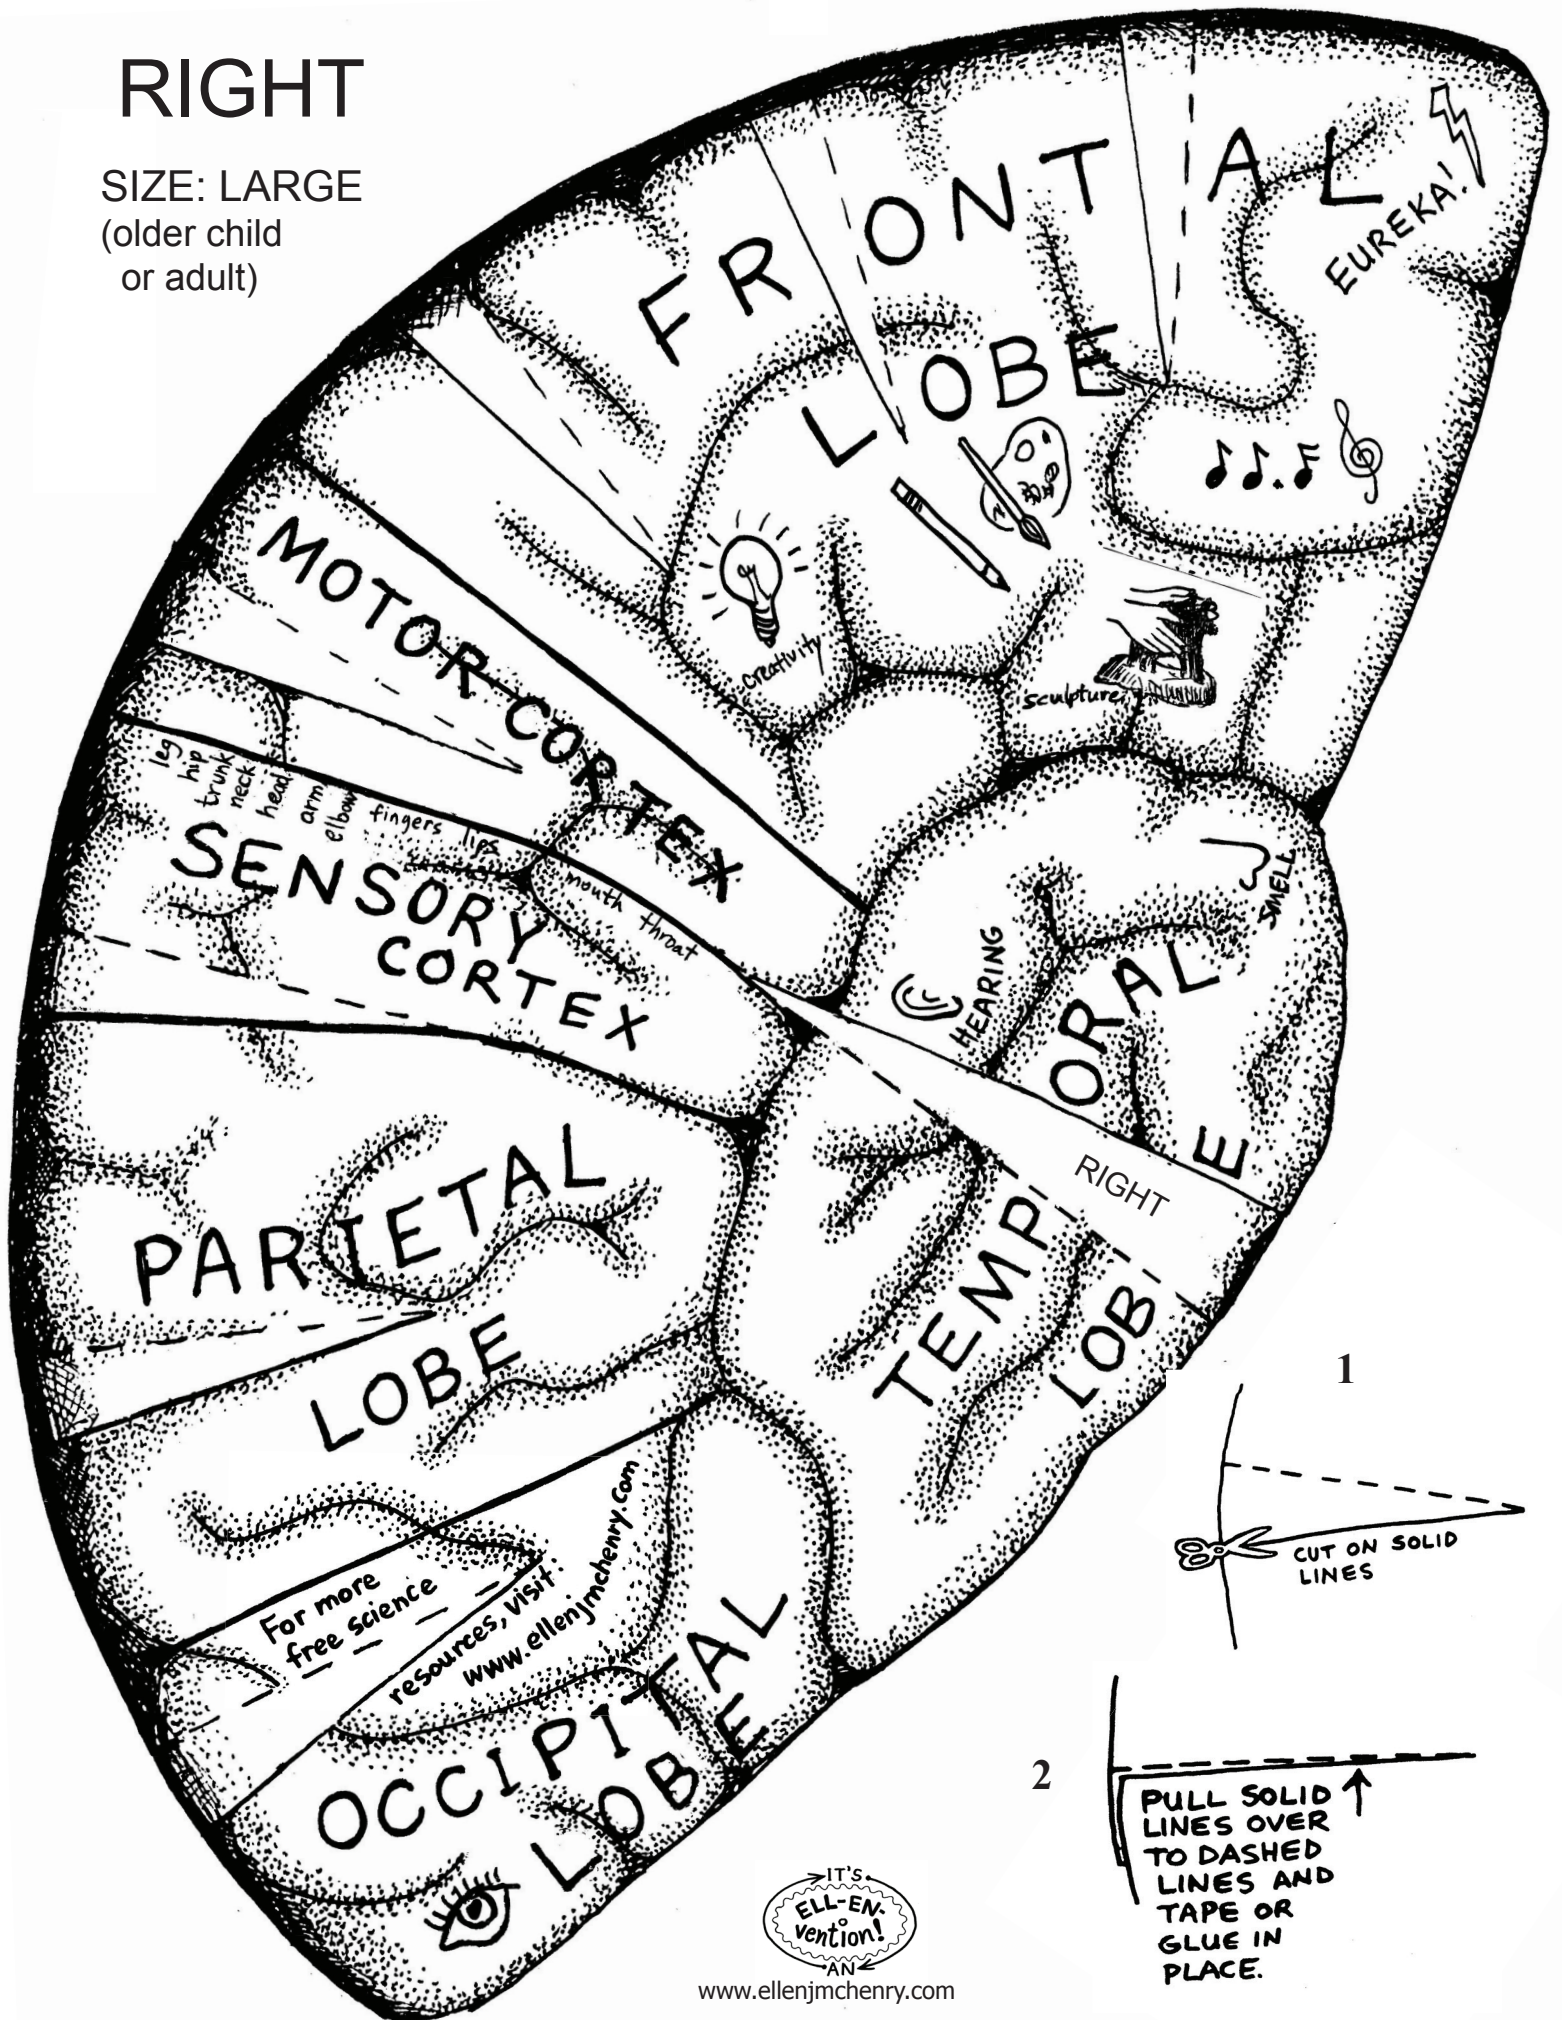 RIGHT
SIZE: LARGE
(older child
or adult)
FRONTAL
LOBE
EUREKA!
creativity
sculpture
MOTOR CORTEX
leg
hip
trunk
neck
head
arm
elbow
fingers
lips
mouth
throat
SENSORY
CORTEX
SMELL
HEARING
TEMPORAL
LOBE
RIGHT
PARIETAL
LOBE
For more
free science
resources, visit:
www.ellenjmchenry.com
OCCIPITAL
LOBE
1
CUT ON SOLID
LINES
2
PULL SOLID
LINES OVER
TO DASHED
LINES AND
TAPE OR
GLUE IN
PLACE.
IT'S
ELL-EN-
vention!
AN
www.ellenjmchenry.com